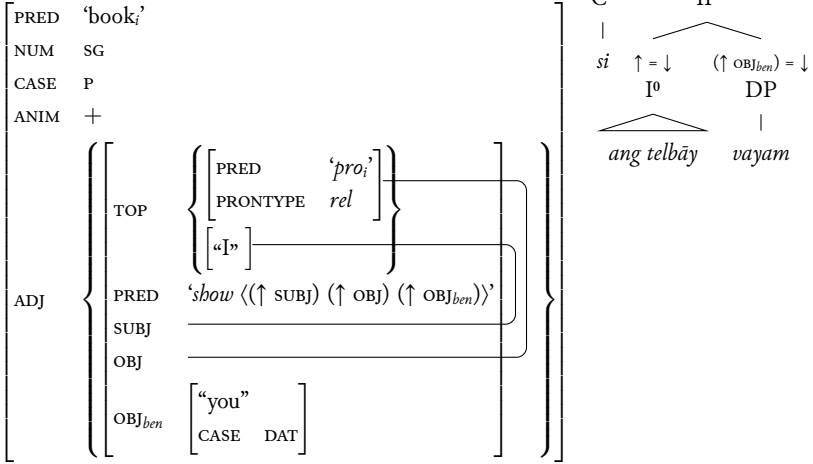 PRED ‘bookᵢ’
NUM SG
CASE P
ANIM +
ADJ
TOP
PRED ‘proᵢ’
PRONTYPE rel
“I”
PRED ‘show ⟨(↑ SUBJ) (↑ OBJ) (↑ OBJben)⟩’
SUBJ
OBJ
OBJben
“you”
CASE DAT
si ↑ = ↓ (↑ OBJben) = ↓
I⁰ DP
ang telbāy vayam